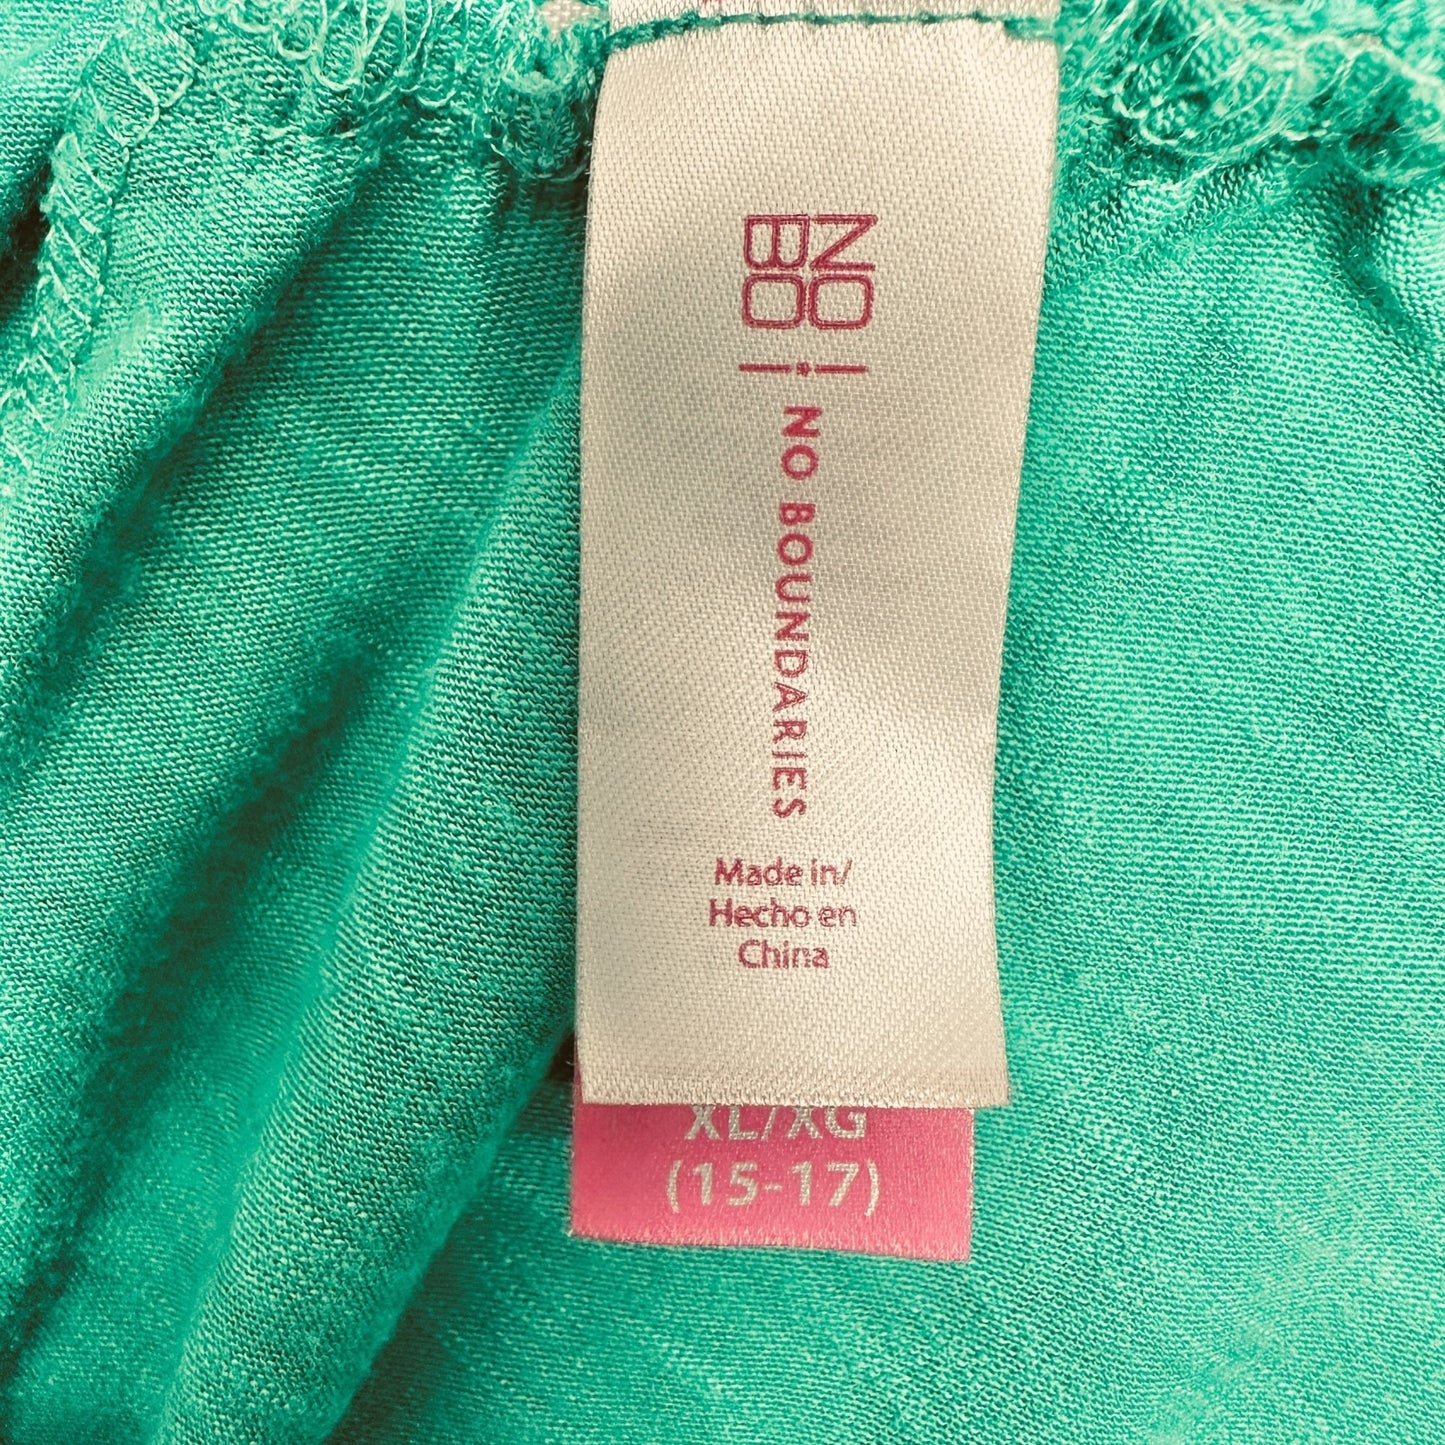 NO
BO
NO BOUNDARIES
Made in/
Hecho en
China
XL/XG
(15-17)